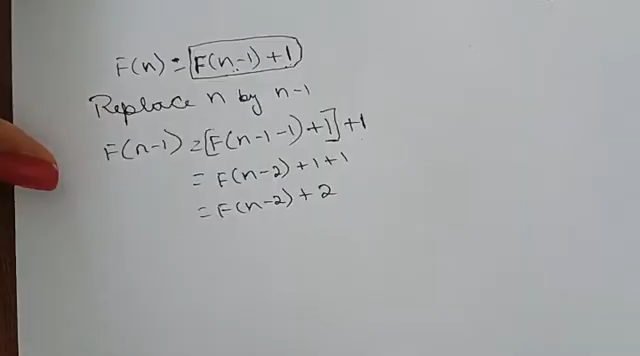 F(n) = F(n-1)+1
Replace n by n-1
F(n-1) = [F(n-1-1)+1]+1
= F(n-2)+1+1
= F(n-2)+2